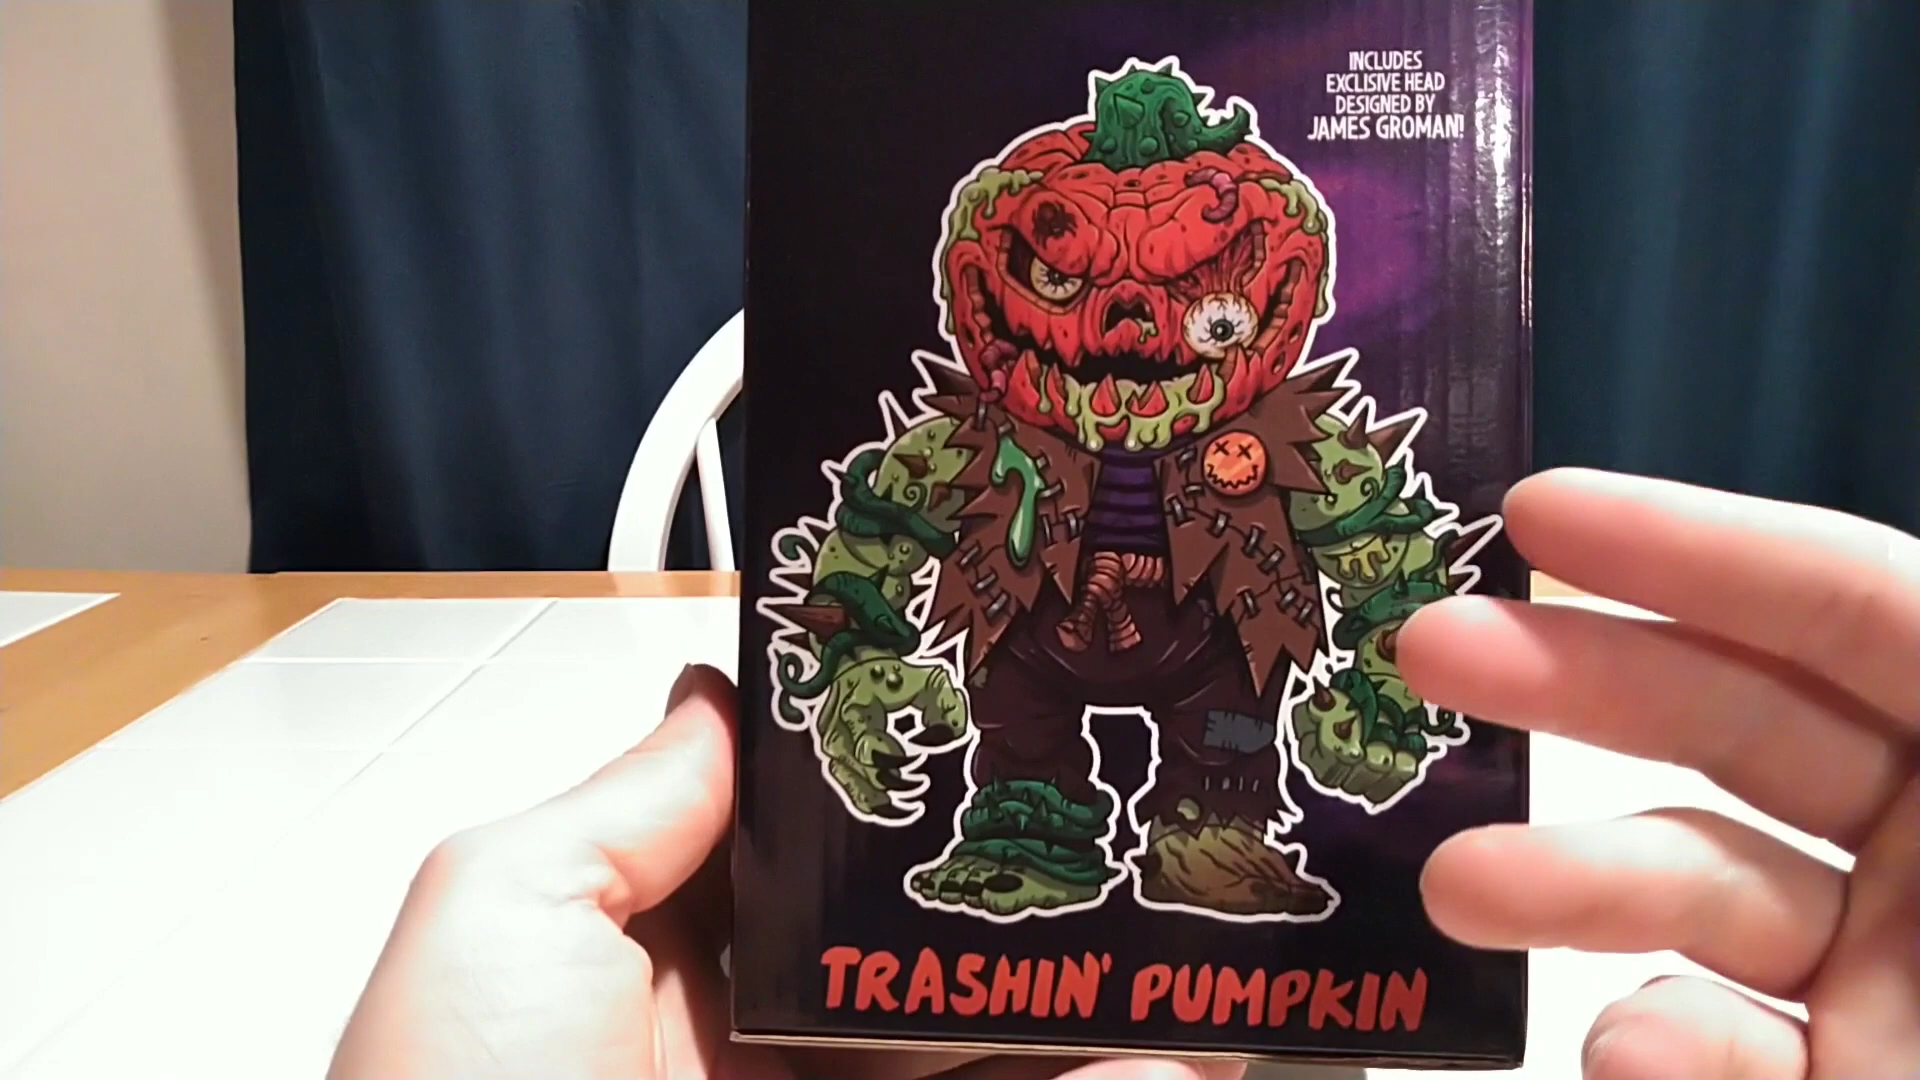 INCLUDES
EXCLUSIVE HEAD
DESIGNED BY
JAMES GROMAN!
TRASHIN' PUMPKIN